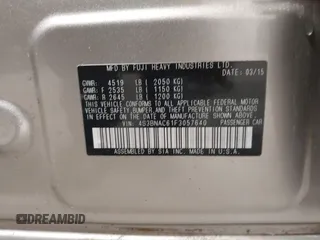 MFD BY FUJI HEAVY INDUSTRIES LTD.
DATE: 03/15
GVWR: 4519 LB ( 2050 KG)
GAWR: F 2535 LB ( 1150 KG)
GAWR: R 2645 LB ( 1200 KG)
THIS VEHICLE CONFORMS TO ALL APPLICABLE
FEDERAL MOTOR VEHICLE SAFETY, BUMPER, AND
THEFT PREVENTION STANDARDS IN EFFECT ON THE
DATE OF MANUFACTURE SHOWN ABOVE.
VIN: 4S3BNAC61F3057640 PASSENGER CAR
ASSEMBLED BY SIA INC. MADE IN U.S.A.
DREAMBID